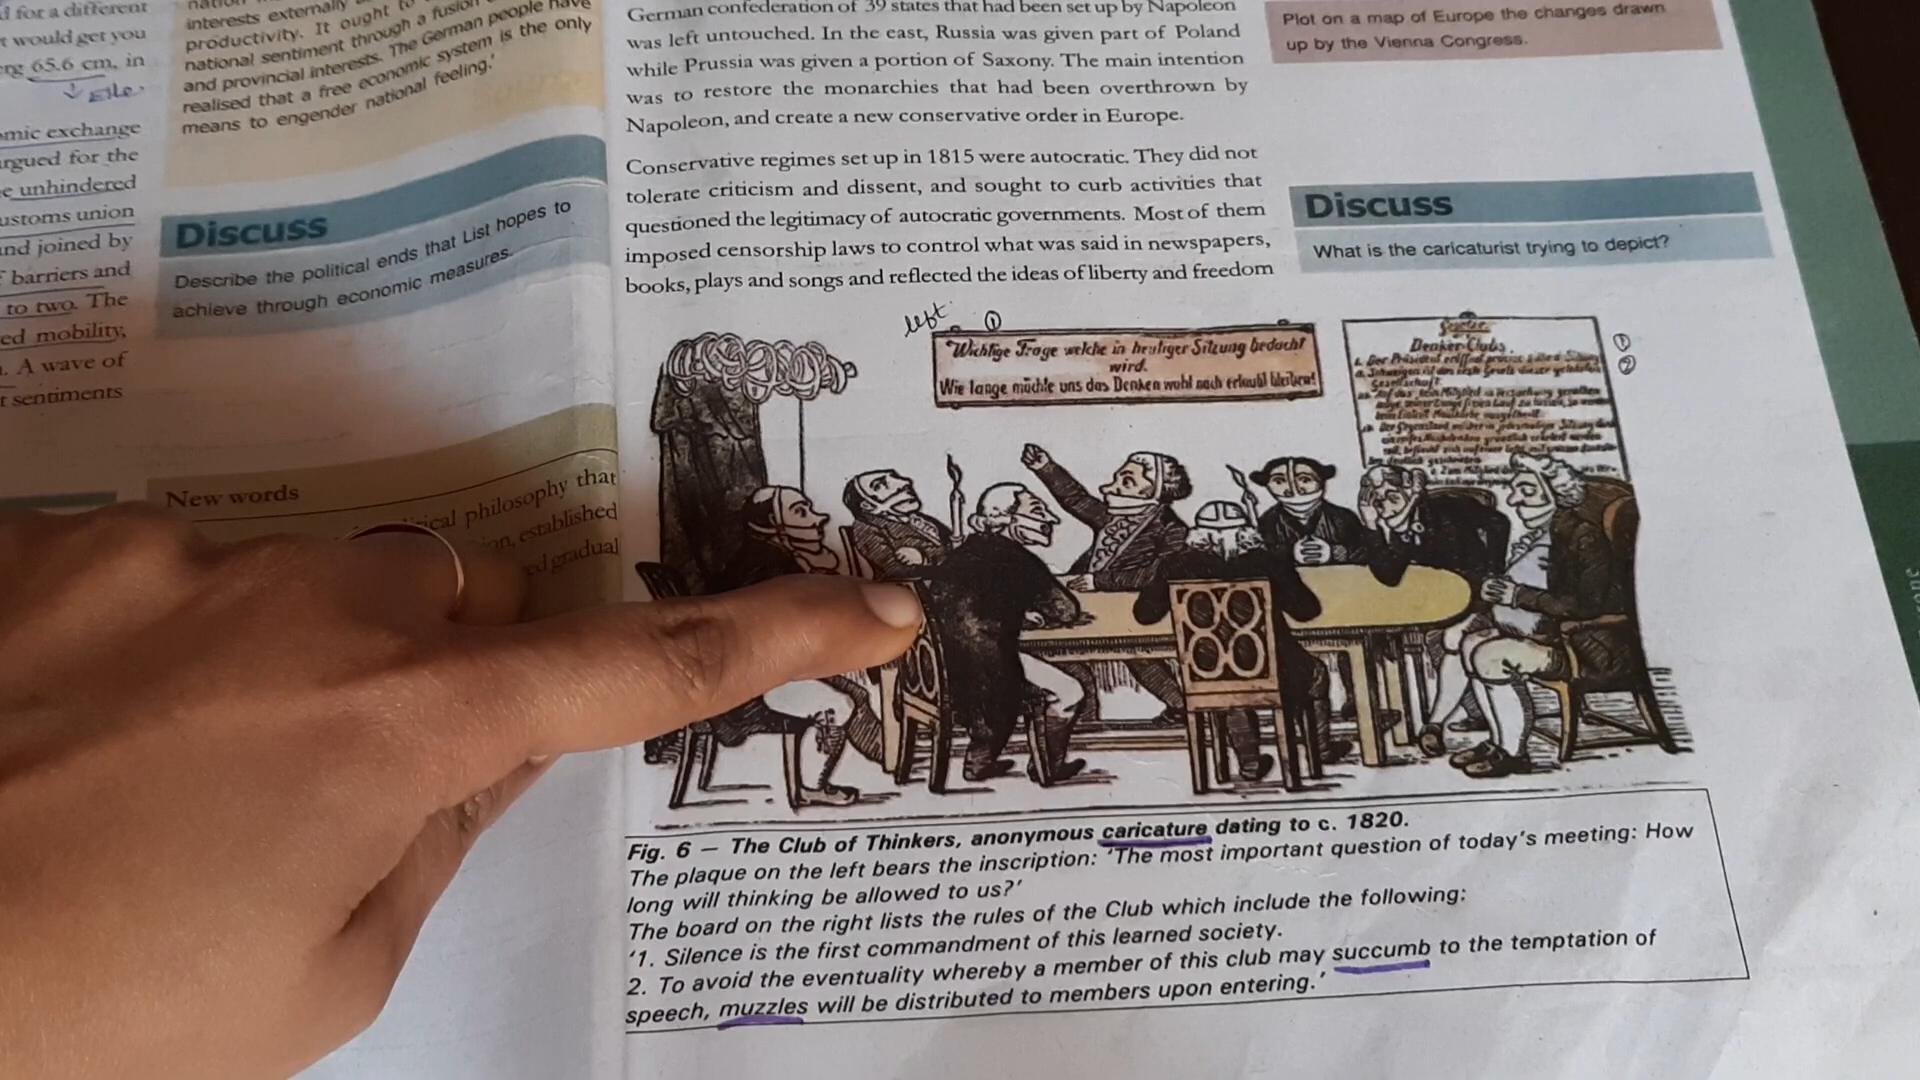 d for a different
t would get you
erg 65.6 cm, in
↓ Elle
omic exchange
argued for the
e unhindered
ustoms union
and joined by
f barriers and
to two. The
ed mobility,
. A wave of
t sentiments
interests externally
productivity. It ought to
national sentiment through a fusion
and provincial interests. The German people have
realised that a free economic system is the only
means to engender national feeling.'
Discuss
Describe the political ends that List hopes to
achieve through economic measures.
New words
ical philosophy that
ion, established
ed gradual
German confederation of 39 states that had been set up by Napoleon
was left untouched. In the east, Russia was given part of Poland
while Prussia was given a portion of Saxony. The main intention
was to restore the monarchies that had been overthrown by
Napoleon, and create a new conservative order in Europe.
Conservative regimes set up in 1815 were autocratic. They did not
tolerate criticism and dissent, and sought to curb activities that
questioned the legitimacy of autocratic governments. Most of them
imposed censorship laws to control what was said in newspapers,
books, plays and songs and reflected the ideas of liberty and freedom
Plot on a map of Europe the changes drawn
up by the Vienna Congress.
Discuss
What is the caricaturist trying to depict?
left ①
Wichtige Frage welche in heutiger Sitzung bedacht
wird.
Wie lange möchte uns das Denken wohl noch erlaubt bleiben?
Denker-Clubs.
①
②
Fig. 6 — The Club of Thinkers, anonymous caricature dating to c. 1820.
The plaque on the left bears the inscription: 'The most important question of today's meeting: How
long will thinking be allowed to us?'
The board on the right lists the rules of the Club which include the following:
'1. Silence is the first commandment of this learned society.
2. To avoid the eventuality whereby a member of this club may succumb to the temptation of
speech, muzzles will be distributed to members upon entering.'